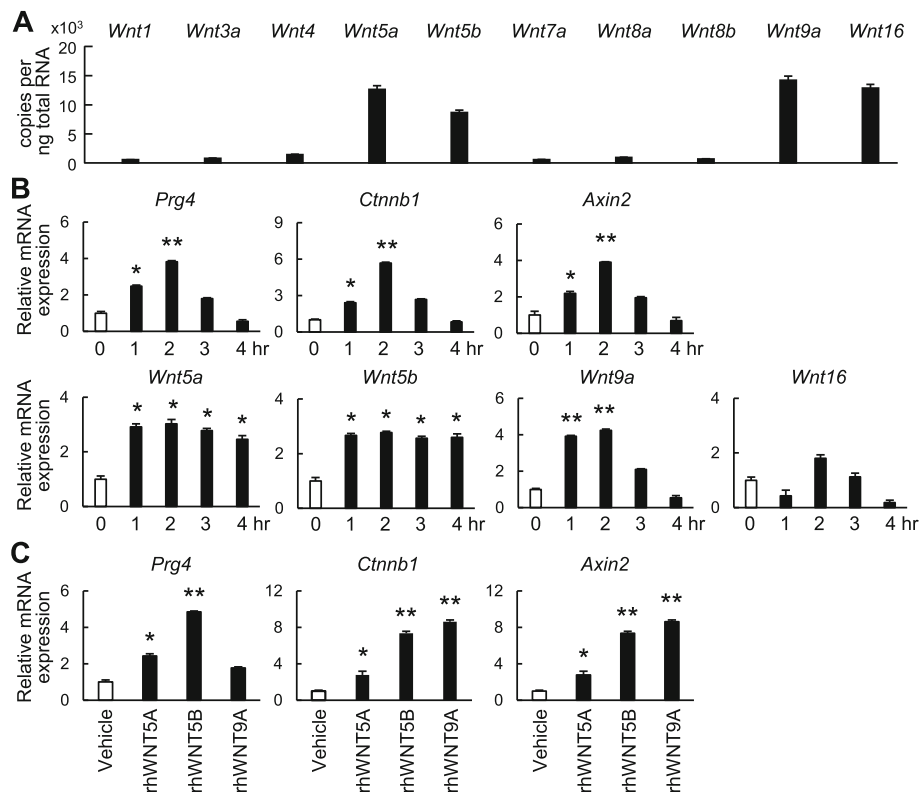 A ×10³ Wnt1 Wnt3a Wnt4 Wnt5a Wnt5b Wnt7a Wnt8a Wnt8b Wnt9a Wnt16
copies per
ng total RNA
20
15
10
5
0
B Prg4 Ctnnb1 Axin2
Relative mRNA
expression
6
4
2
0
0 1 2 3 4 hr
* **
9
6
3
0
0 1 2 3 4 hr
* **
6
4
2
0
0 1 2 3 4 hr
* **
Wnt5a Wnt5b Wnt9a Wnt16
Relative mRNA
expression
4
2
0
0 1 2 3 4 hr
* * * *
4
2
0
0 1 2 3 4 hr
* * * *
6
4
2
0
0 1 2 3 4 hr
** **
4
2
0
0 1 2 3 4 hr
C Prg4 Ctnnb1 Axin2
Relative mRNA
expression
6
4
2
0
* **
Vehicle
rhWNT5A
rhWNT5B
rhWNT9A
12
8
4
0
* ** **
Vehicle
rhWNT5A
rhWNT5B
rhWNT9A
12
8
4
0
* ** **
Vehicle
rhWNT5A
rhWNT5B
rhWNT9A